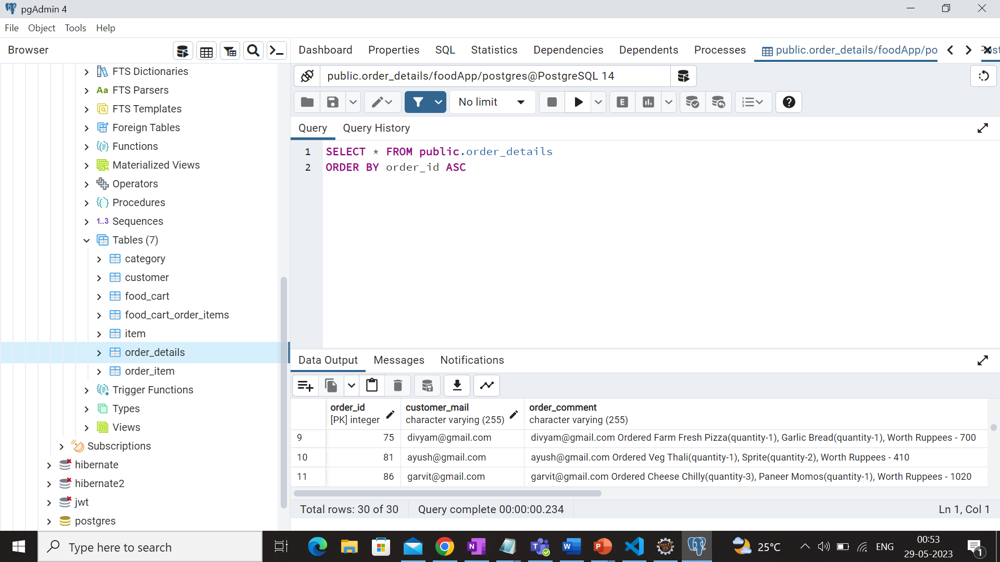 pgAdmin 4
File Object Tools Help
Browser
Dashboard Properties SQL Statistics Dependencies Dependents Processes public.order_details/foodApp/po
public.order_details/foodApp/postgres@PostgreSQL 14
No limit
E
Query Query History
1 SELECT * FROM public.order_details
2 ORDER BY order_id ASC
FTS Dictionaries
Aa FTS Parsers
FTS Templates
Foreign Tables
Functions
Materialized Views
Operators
Procedures
1..3 Sequences
Tables (7)
category
customer
food_cart
food_cart_order_items
item
order_details
order_item
Trigger Functions
Types
Views
Subscriptions
hibernate
hibernate2
jwt
postgres
Data Output Messages Notifications
order_id customer_mail order_comment
[PK] integer character varying (255) character varying (255)
9 75 divyam@gmail.com divyam@gmail.com Ordered Farm Fresh Pizza(quantity-1), Garlic Bread(quantity-1), Worth Ruppees - 700
10 81 ayush@gmail.com ayush@gmail.com Ordered Veg Thali(quantity-1), Sprite(quantity-2), Worth Ruppees - 410
11 86 garvit@gmail.com garvit@gmail.com Ordered Cheese Chilly(quantity-3), Paneer Momos(quantity-1), Worth Ruppees - 1020
Total rows: 30 of 30 Query complete 00:00:00.234 Ln 1, Col 1
Type here to search
25°C ENG 00:53
29-05-2023
1